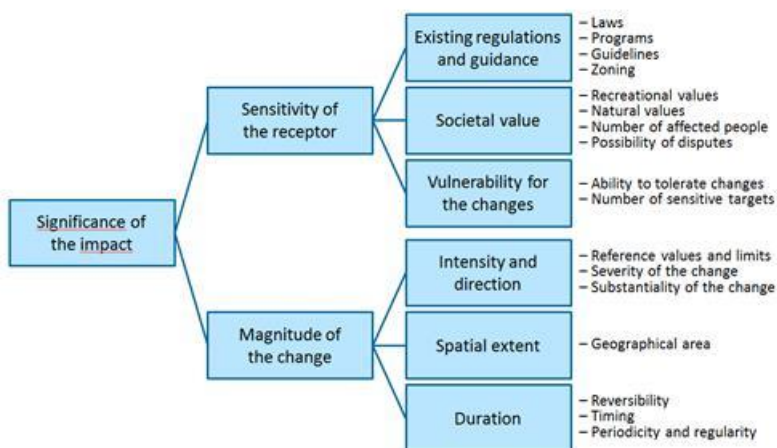 Significance of
the impact
Sensitivity of
the receptor
Existing regulations
and guidance
– Laws
– Programs
– Guidelines
– Zoning
Societal value
– Recreational values
– Natural values
– Number of affected people
– Possibility of disputes
Vulnerability for
the changes
– Ability to tolerate changes
– Number of sensitive targets
Magnitude of
the change
Intensity and
direction
– Reference values and limits
– Severity of the change
– Substantiality of the change
Spatial extent
– Geographical area
Duration
– Reversibility
– Timing
– Periodicity and regularity